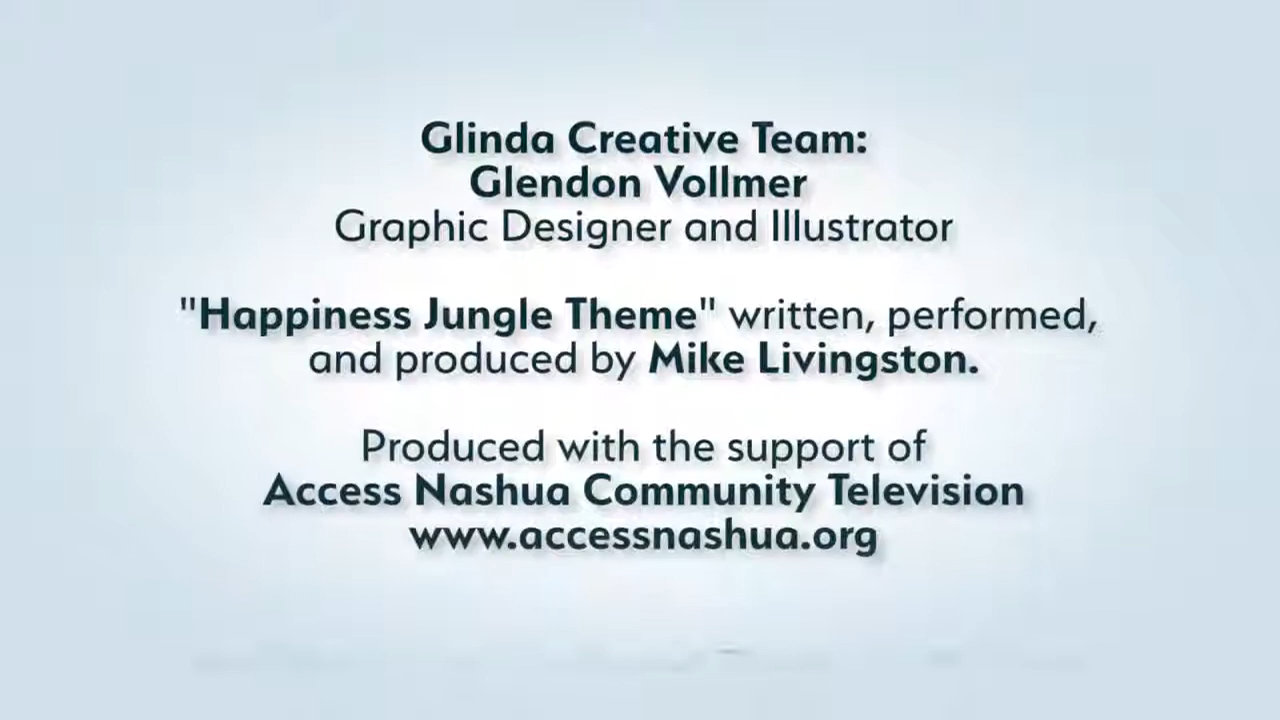 Glinda Creative Team:
Glendon Vollmer
Graphic Designer and Illustrator
"Happiness Jungle Theme" written, performed,
and produced by Mike Livingston.
Produced with the support of
Access Nashua Community Television
www.accessnashua.org